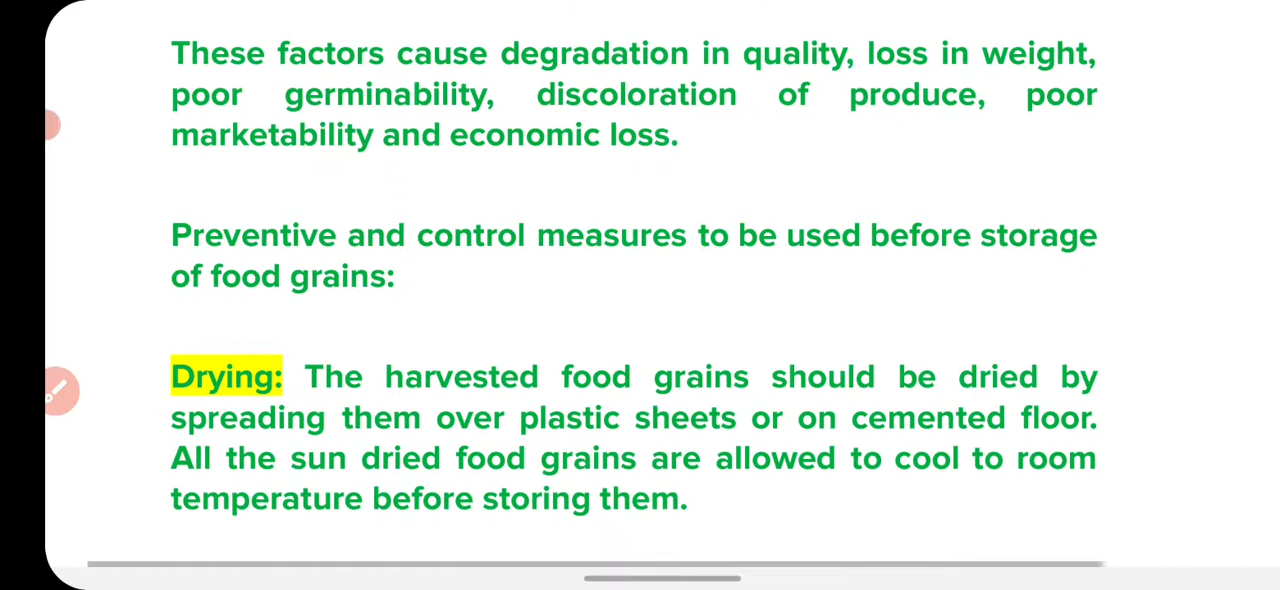 These factors cause degradation in quality, loss in weight,
poor germinability, discoloration of produce, poor
marketability and economic loss.
Preventive and control measures to be used before storage
of food grains:
Drying: The harvested food grains should be dried by
spreading them over plastic sheets or on cemented floor.
All the sun dried food grains are allowed to cool to room
temperature before storing them.